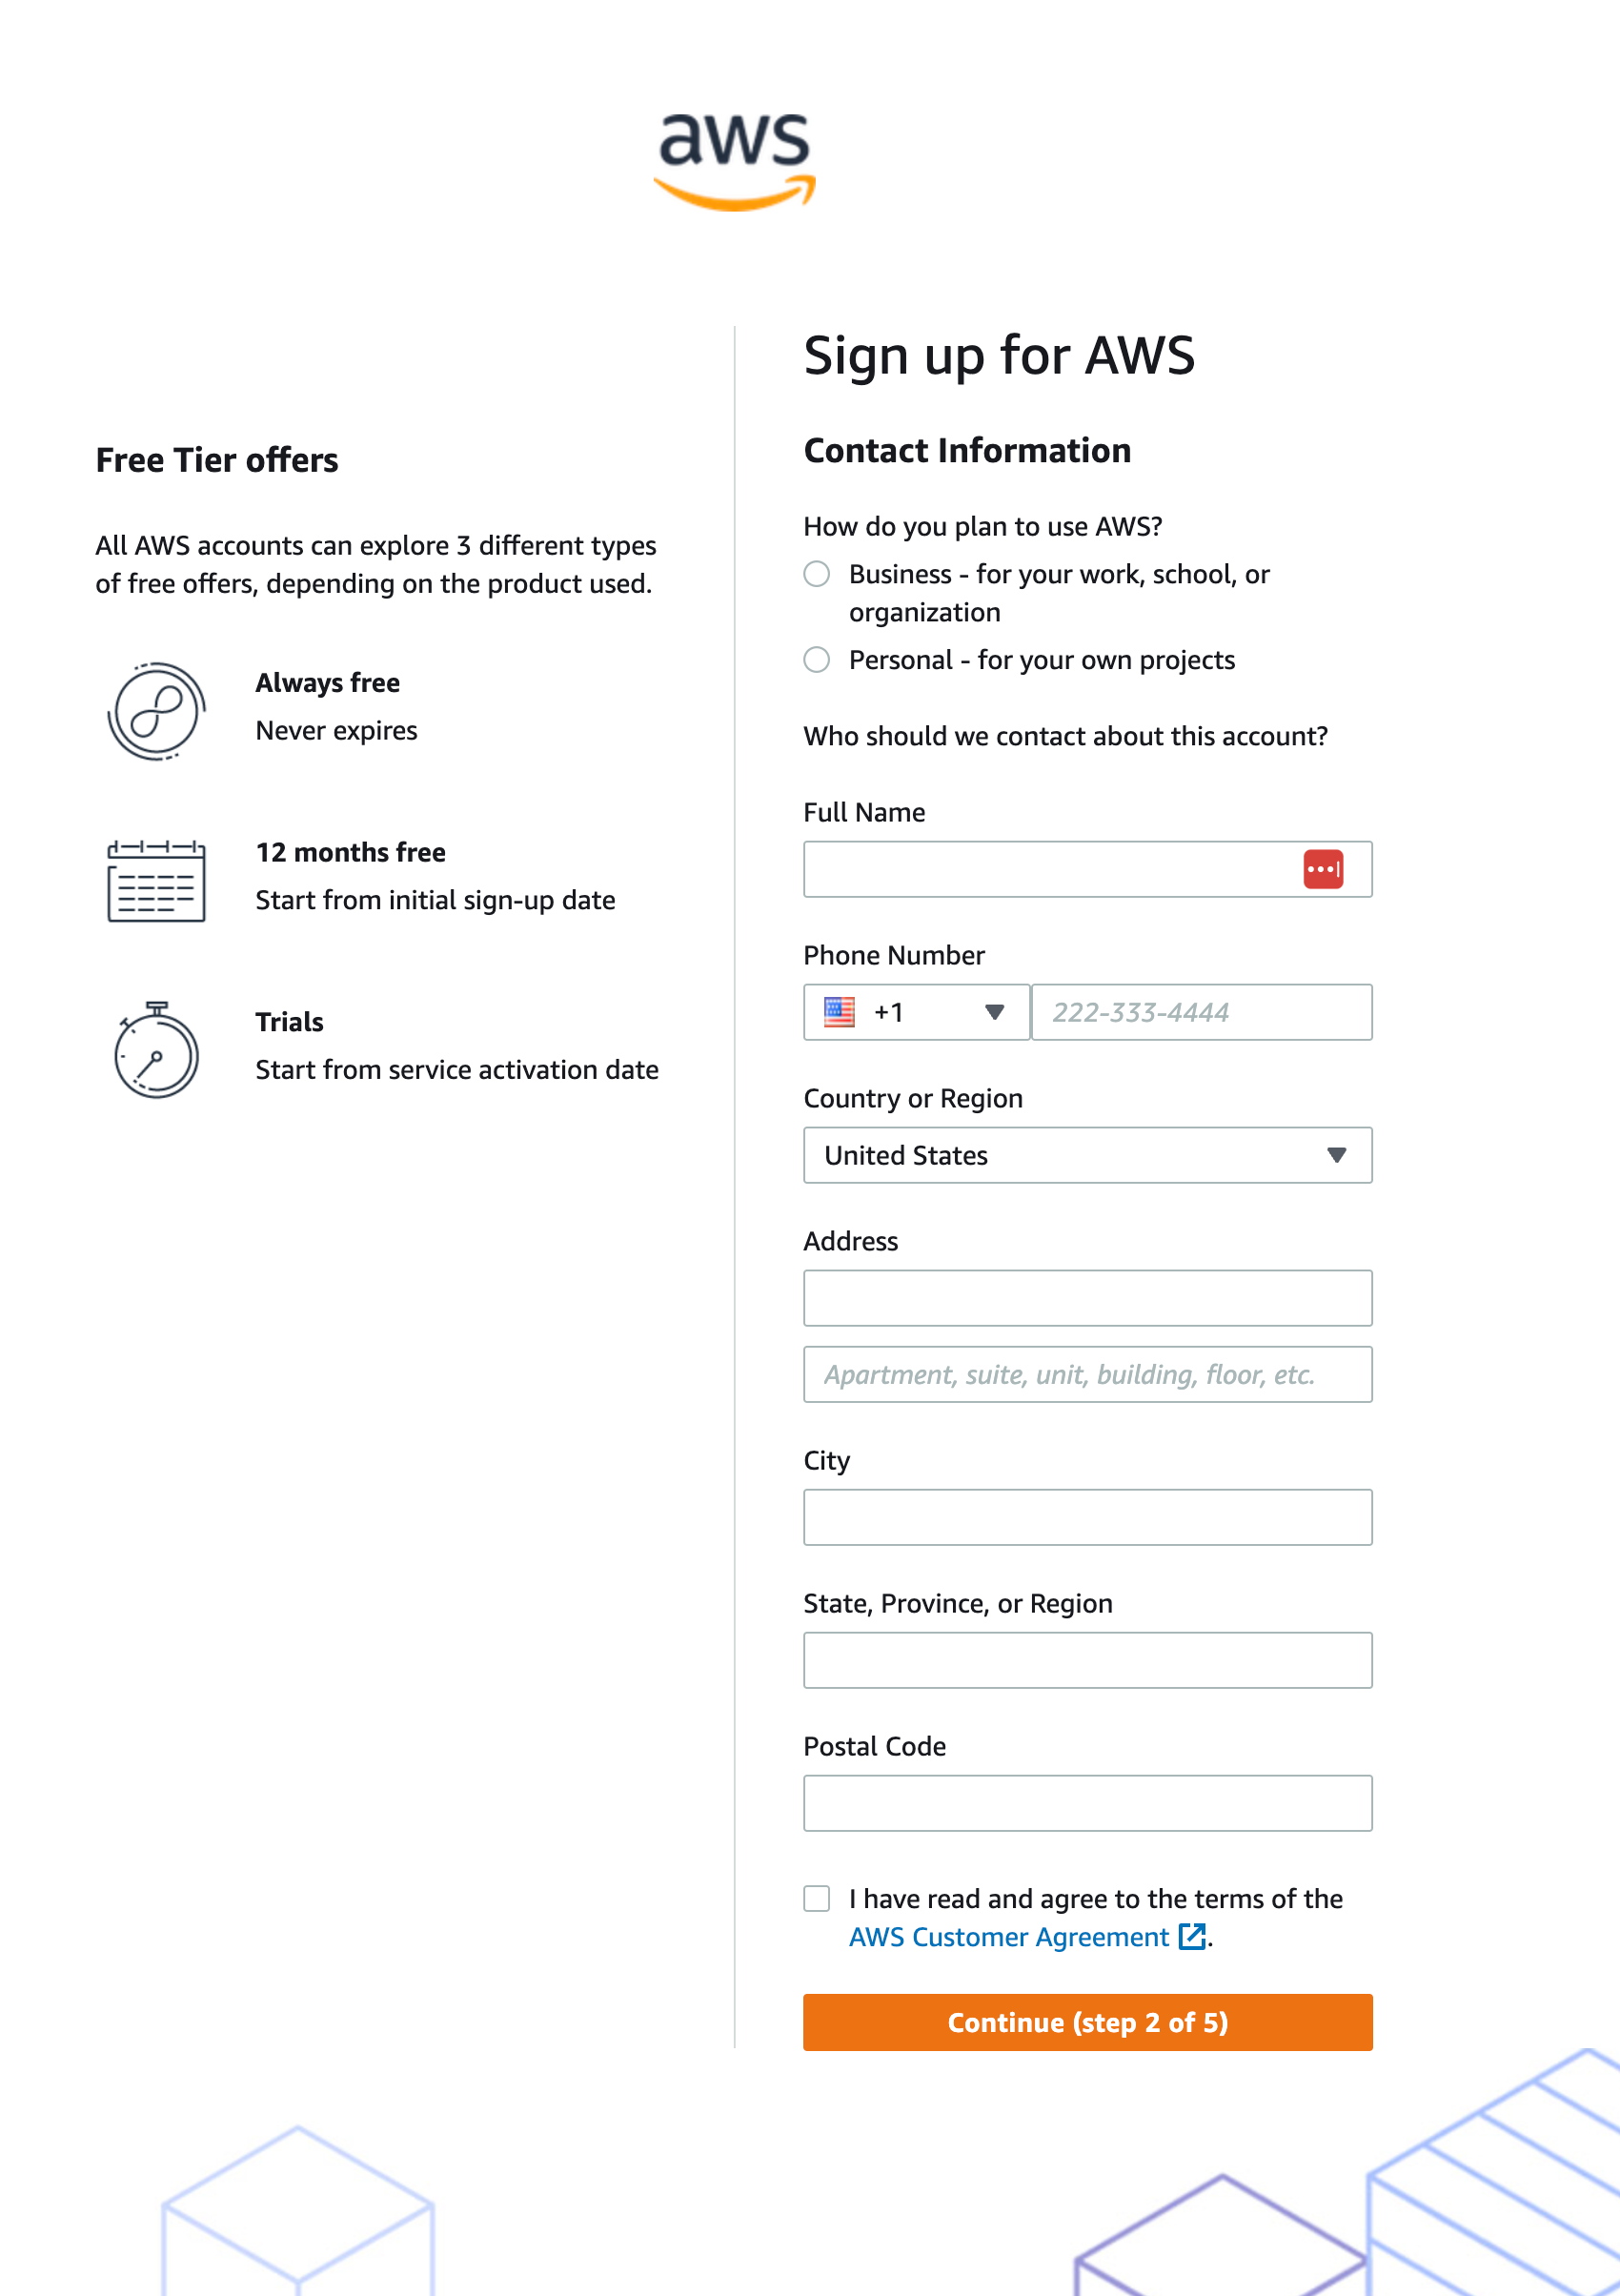 aws
Free Tier offers
All AWS accounts can explore 3 different types
of free offers, depending on the product used.
Always free
Never expires
12 months free
Start from initial sign-up date
Trials
Start from service activation date
Sign up for AWS
Contact Information
How do you plan to use AWS?
Business - for your work, school, or
organization
Personal - for your own projects
Who should we contact about this account?
Full Name
Phone Number
+1
222-333-4444
Country or Region
United States
Address
Apartment, suite, unit, building, floor, etc.
City
State, Province, or Region
Postal Code
I have read and agree to the terms of the
AWS Customer Agreement.
Continue (step 2 of 5)